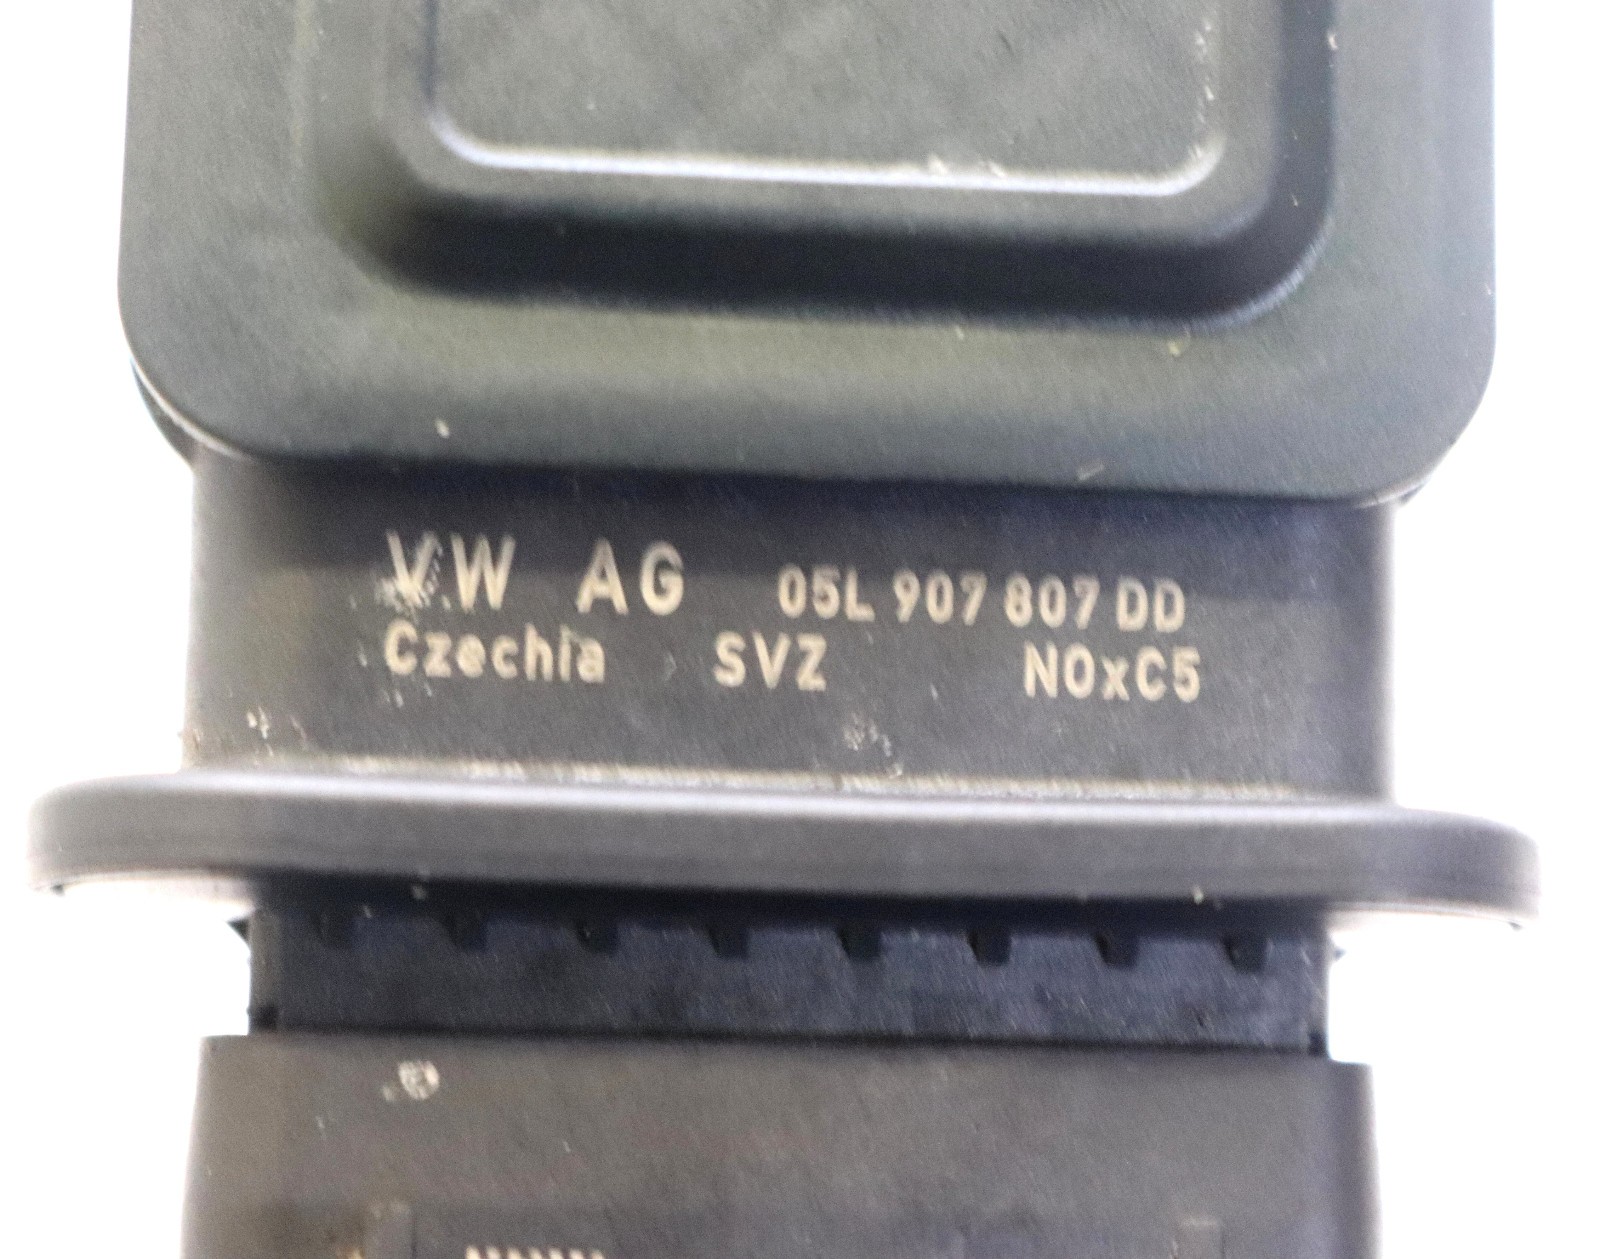 VW AG 05L 907 807 DD
Czechia SVZ NOxC5